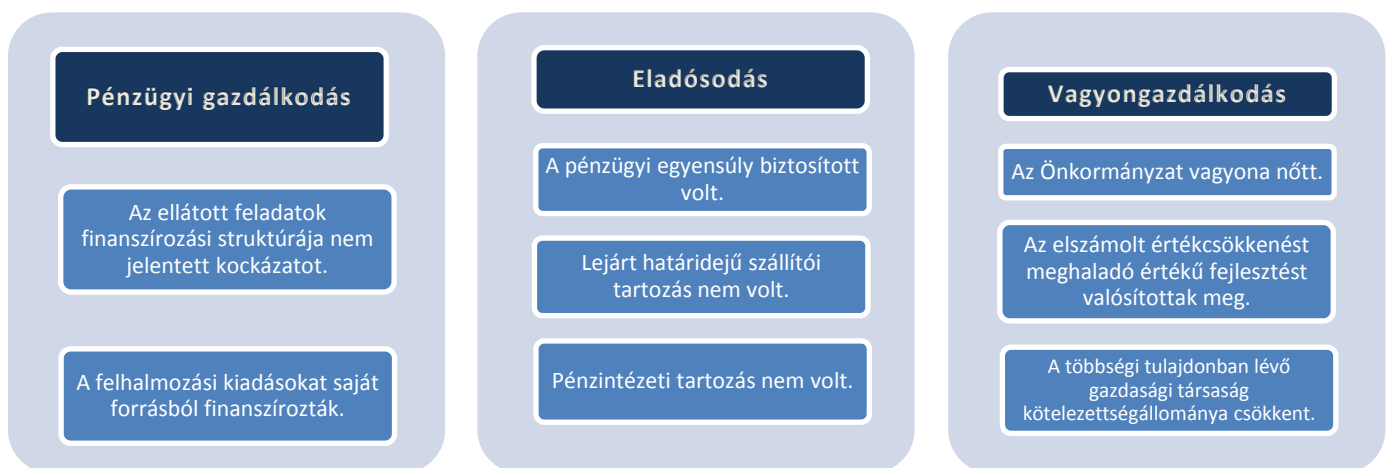 Pénzügyi gazdálkodás
Az ellátott feladatok
finanszírozási struktúrája nem
jelentett kockázatot.
A felhalmozási kiadásokat saját
forrásból finanszírozták.
Eladósodás
A pénzügyi egyensúly biztosított
volt.
Lejárt határidejű szállítói
tartozás nem volt.
Pénzintézeti tartozás nem volt.
Vagyongazdálkodás
Az Önkormányzat vagyona nőtt.
Az elszámolt értékcsökkenést
meghaladó értékű fejlesztést
valósítottak meg.
A többségi tulajdonban lévő
gazdasági társaság
kötelezettségállománya csökkent.